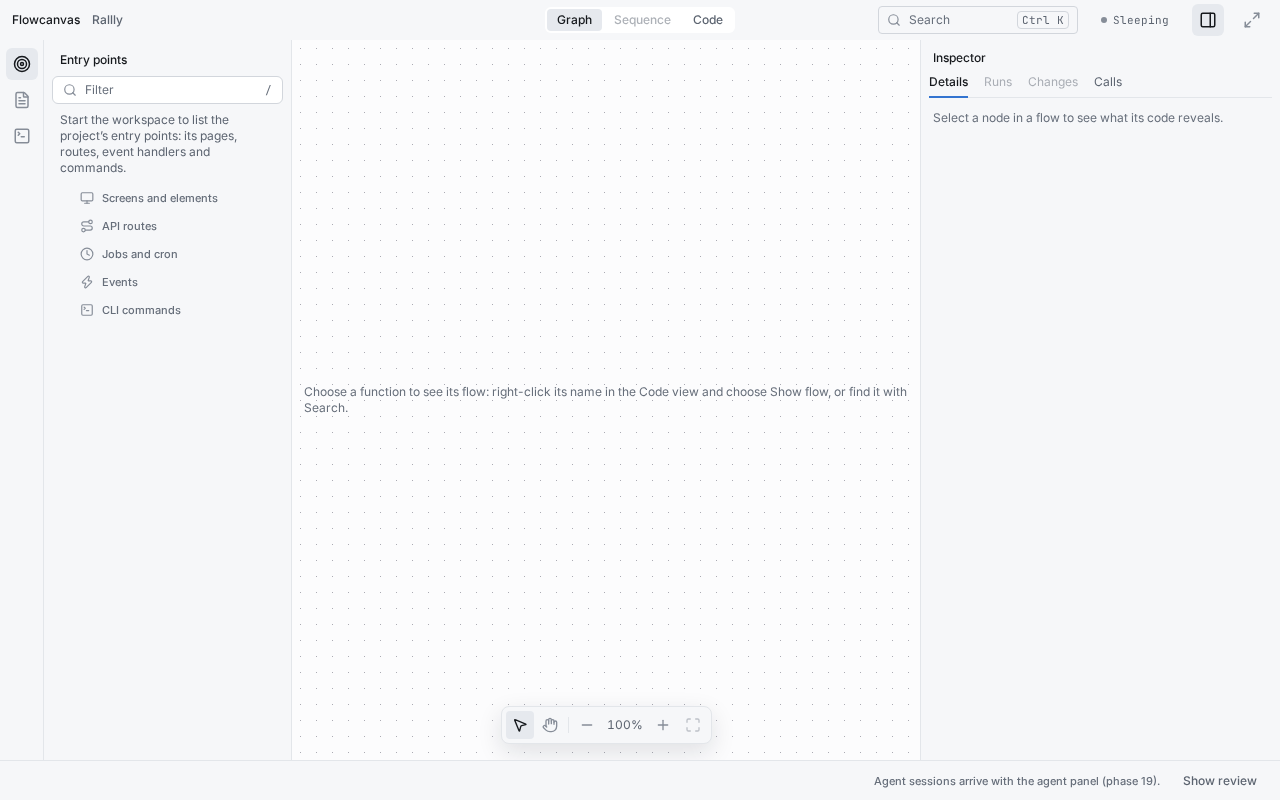 Flowcanvas Rallly
Graph Sequence Code
Search Ctrl K
Sleeping
Entry points
Filter /
Start the workspace to list the
project's entry points: its pages,
routes, event handlers and
commands.
Screens and elements
API routes
Jobs and cron
Events
CLI commands
Choose a function to see its flow: right-click its name in the Code view and choose Show flow, or find it with
Search.
100%
Inspector
Details Runs Changes Calls
Select a node in a flow to see what its code reveals.
Agent sessions arrive with the agent panel (phase 19). Show review